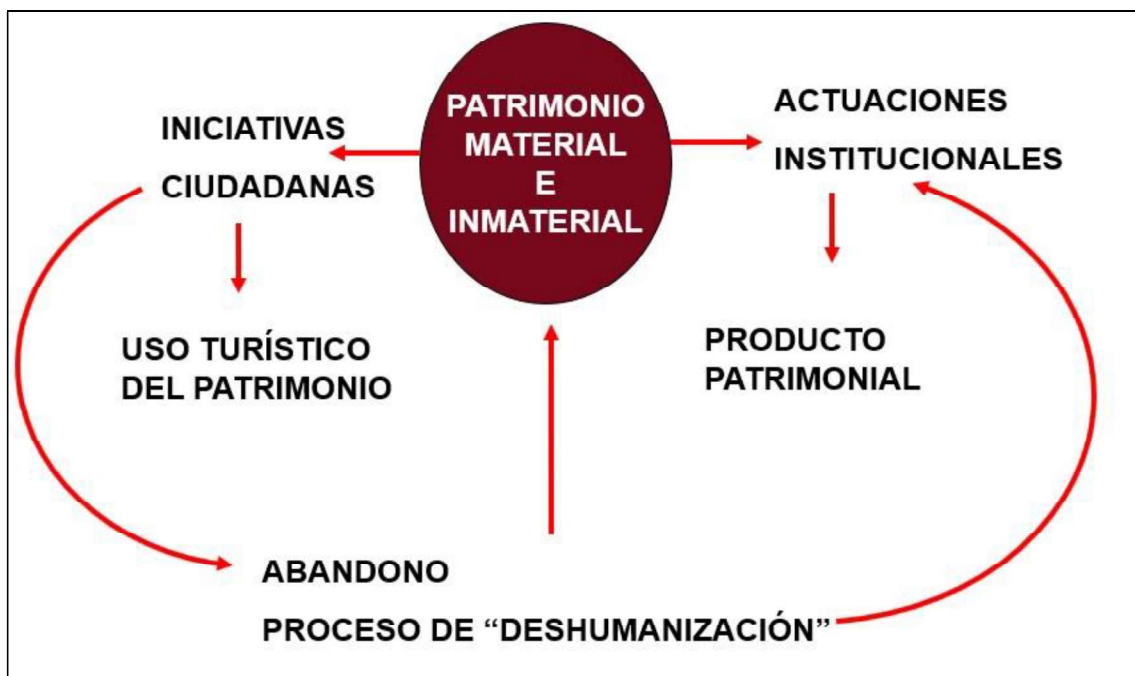 PATRIMONIO
MATERIAL
E
INMATERIAL
INICIATIVAS
CIUDADANAS
ACTUACIONES
INSTITUCIONALES
USO TURÍSTICO
DEL PATRIMONIO
PRODUCTO
PATRIMONIAL
ABANDONO
PROCESO DE “DESHUMANIZACIÓN”